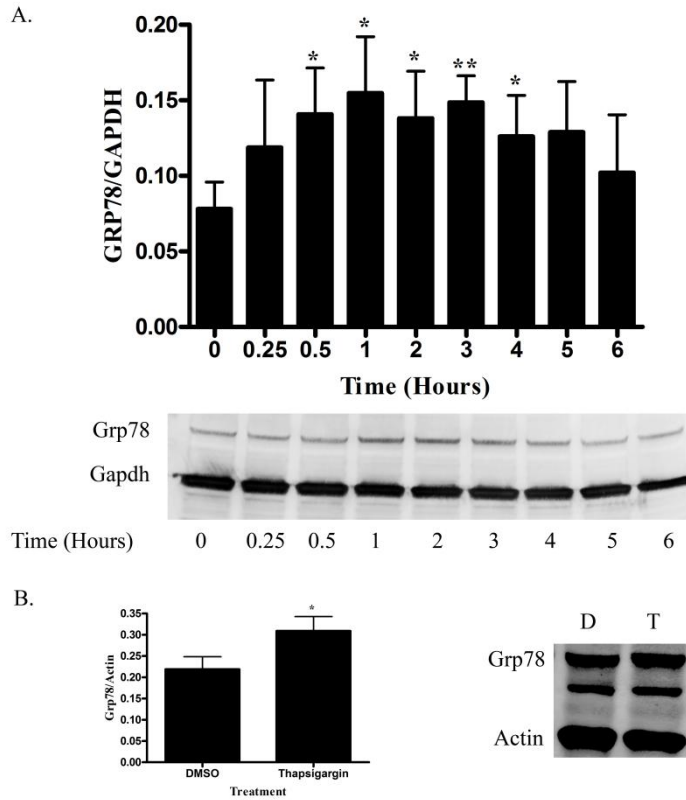 A.
GRP78/GAPDH
0.20
0.15
0.10
0.05
0.00
* * * ** *
0 0.25 0.5 1 2 3 4 5 6
Time (Hours)
Grp78
Gapdh
Time (Hours) 0 0.25 0.5 1 2 3 4 5 6
B.
Grp78/Actin
0.35
0.30
0.25
0.20
0.15
0.10
0.05
0.00
*
DMSO Thapsigargin
Treatment
D T
Grp78
Actin